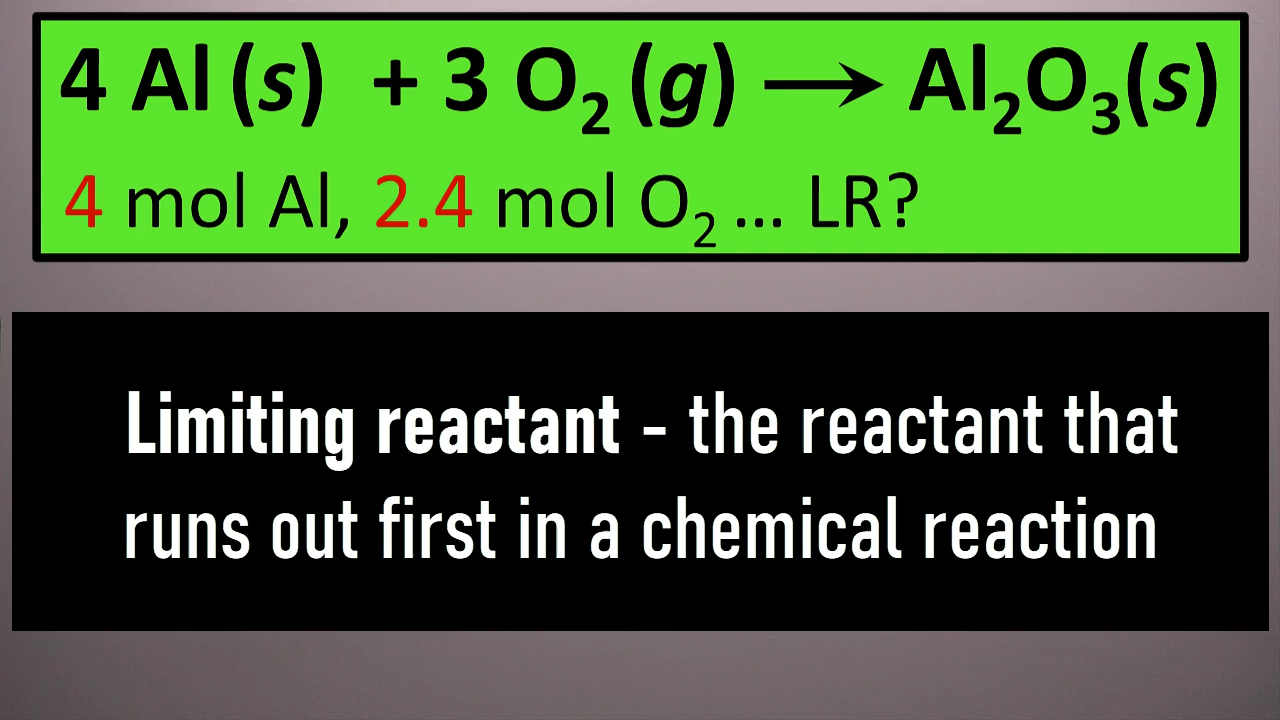 4 Al (s) + 3 O₂ (g) ⟶ Al₂O₃(s)
4 mol Al, 2.4 mol O₂ ... LR?
Limiting reactant - the reactant that
runs out first in a chemical reaction